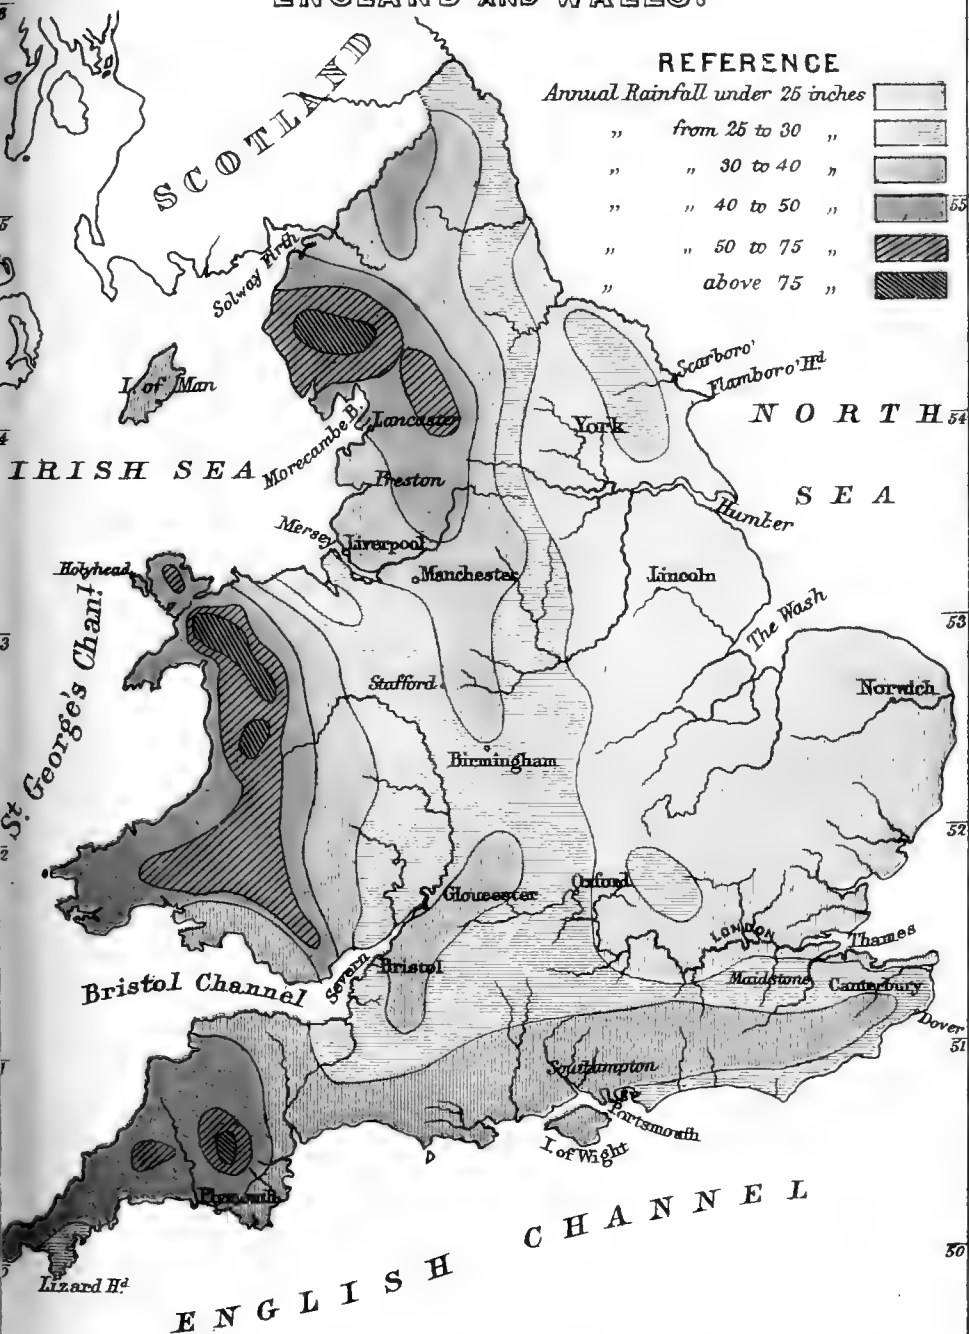 ENGLAND AND WALES.
REFERENCE
Annual Rainfall under 25 inches
„ from 25 to 30 „
„ „ 30 to 40 „
„ „ 40 to 50 „
„ „ 50 to 75 „
„ above 75 „
SCOTLAND
55
Solway Firth
Scarboro'
Flamboro' Hd.
I. of Man
NORTH
54
Lancaster
York
Morecambe B.
IRISH SEA
Preston
SEA
Humber
Mersey
Liverpool
Holyhead
Manchester
Lincoln
The Wash
53
St. George's Chanl.
Stafford
Norwich
Birmingham
52
Oxford
Gloucester
LONDON
Thames
Bristol
Severn
Maidstone
Canterbury
Bristol Channel
Dover
51
Southampton
Portsmouth
I. of Wight
Plymouth
ENGLISH CHANNEL
50
Lizard Hd.